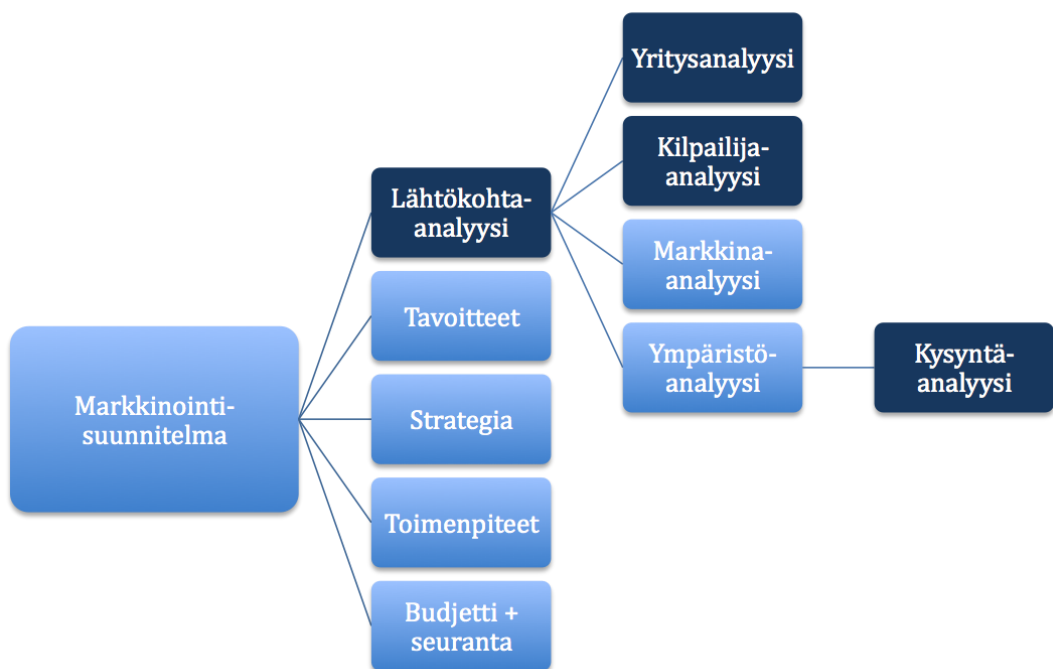 Yritysanalyysi
Kilpailija-
analyysi
Lähtökohta-
analyysi
Markkina-
analyysi
Tavoitteet
Ympäristö-
analyysi
Kysyntä-
analyysi
Markkinointi-
suunnitelma
Strategia
Toimenpiteet
Budjetti +
seuranta